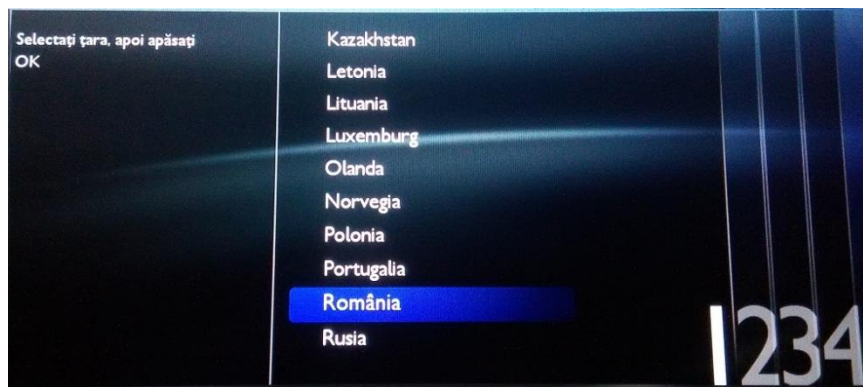 Selectați țara, apoi apăsați
OK
Kazakhstan
Letonia
Lituania
Luxemburg
Olanda
Norvegia
Polonia
Portugalia
România
Rusia
1234